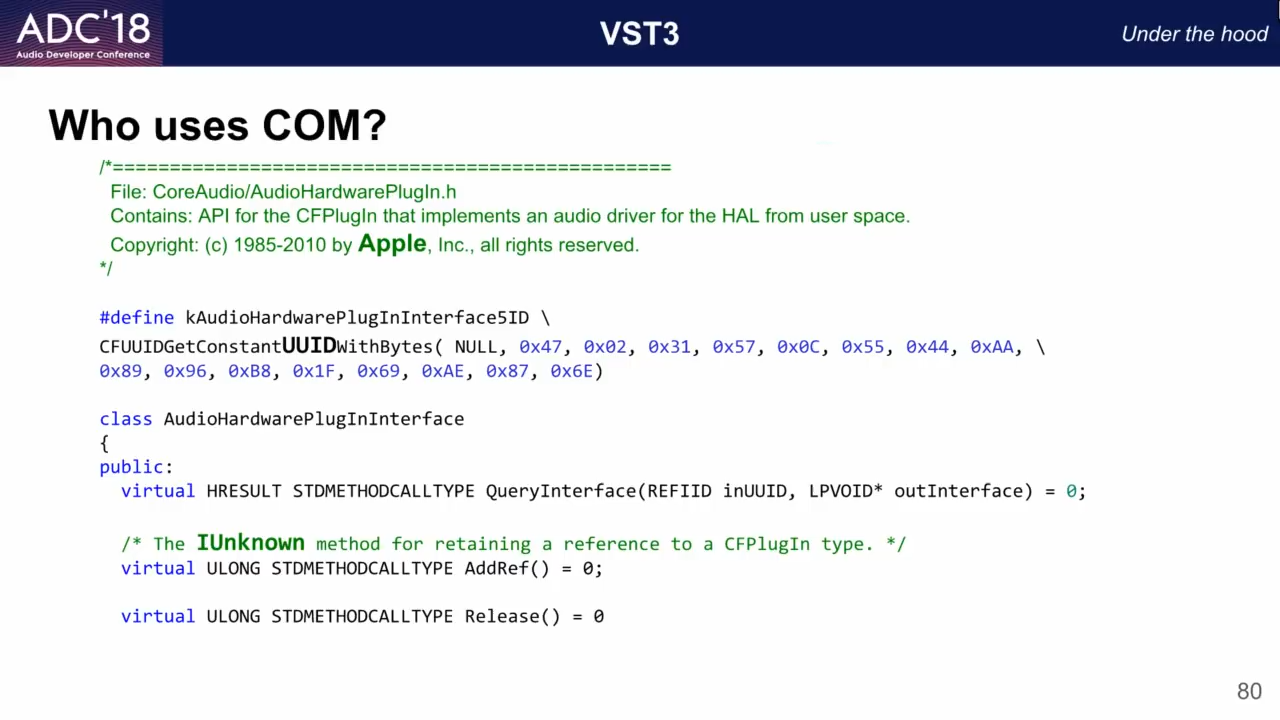 ADC'18
Audio Developer Conference
VST3
Under the hood
Who uses COM?
/*==================================================
File: CoreAudio/AudioHardwarePlugIn.h
Contains: API for the CFPlugIn that implements an audio driver for the HAL from user space.
Copyright: (c) 1985-2010 by Apple, Inc., all rights reserved.
*/
#define kAudioHardwarePlugInInterface5ID \
CFUUIDGetConstantUUIDWithBytes( NULL, 0x47, 0x02, 0x31, 0x57, 0x0C, 0x55, 0x44, 0xAA, \
0x89, 0x96, 0xB8, 0x1F, 0x69, 0xAE, 0x87, 0x6E)
class AudioHardwarePlugInInterface
{
public:
virtual HRESULT STDMETHODCALLTYPE QueryInterface(REFIID inUUID, LPVOID* outInterface) = 0;
/* The IUnknown method for retaining a reference to a CFPlugIn type. */
virtual ULONG STDMETHODCALLTYPE AddRef() = 0;
virtual ULONG STDMETHODCALLTYPE Release() = 0
80